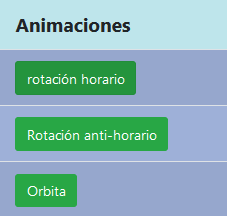 Animaciones
rotación horario
Rotación anti-horario
Orbita